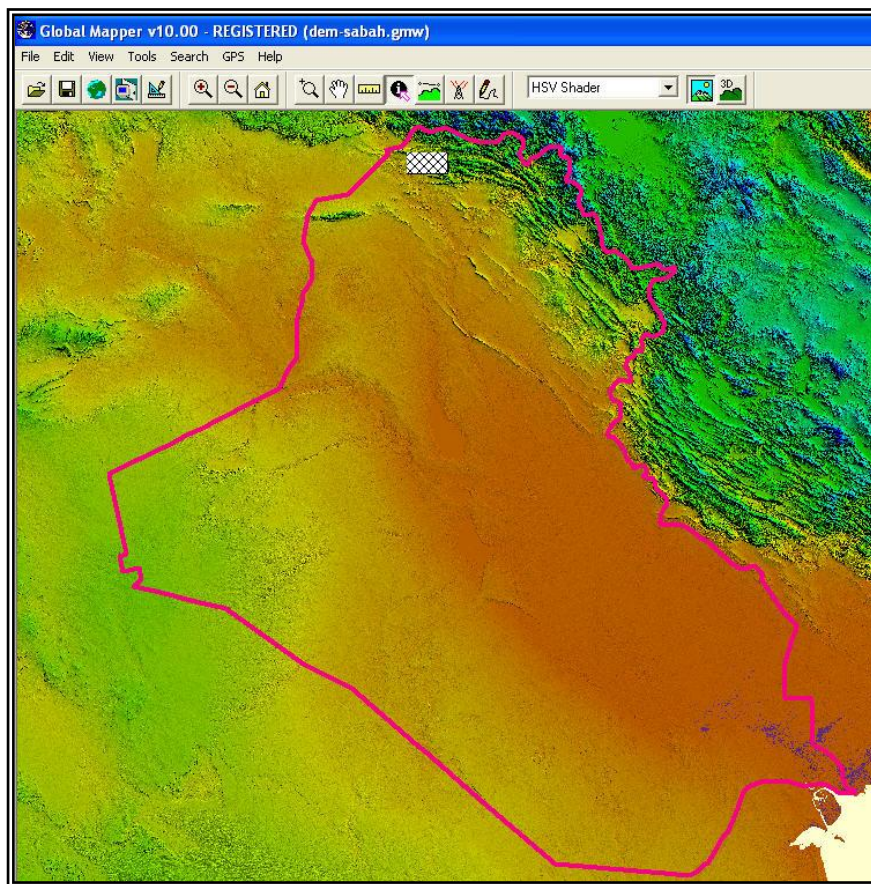 Global Mapper v10.00 - REGISTERED (dem-sabah.gmw)
File Edit View Tools Search GPS Help
HSV Shader
3D